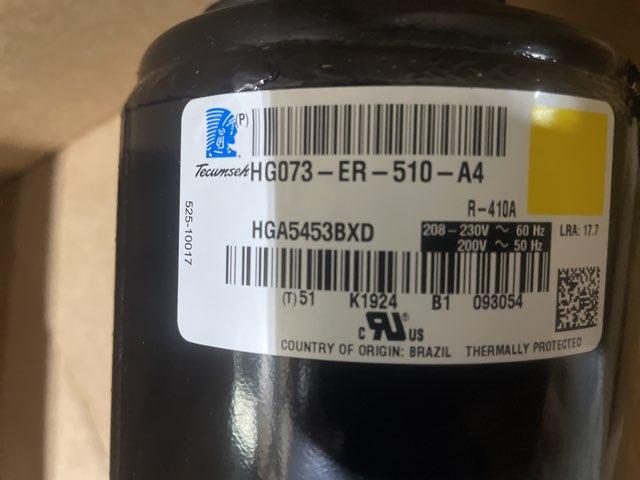 (P)
Tecumseh HG073-ER-510-A4
R-410A
525-10017
HGA5453BXD
208-230V ~ 60 Hz
200V ~ 50 Hz
LRA: 17.7
(T)51 K1924 B1 093054
c RU® US
COUNTRY OF ORIGIN: BRAZIL THERMALLY PROTECTED